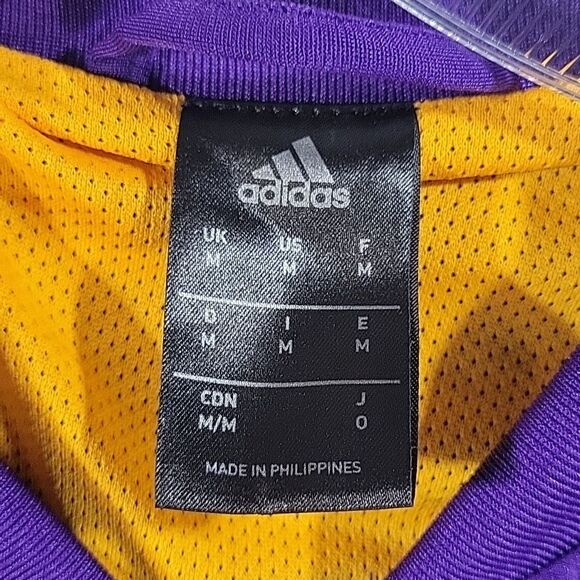 adidas
UK US F
M M M
D I E
M M M
CDN J
M/M O
MADE IN PHILIPPINES